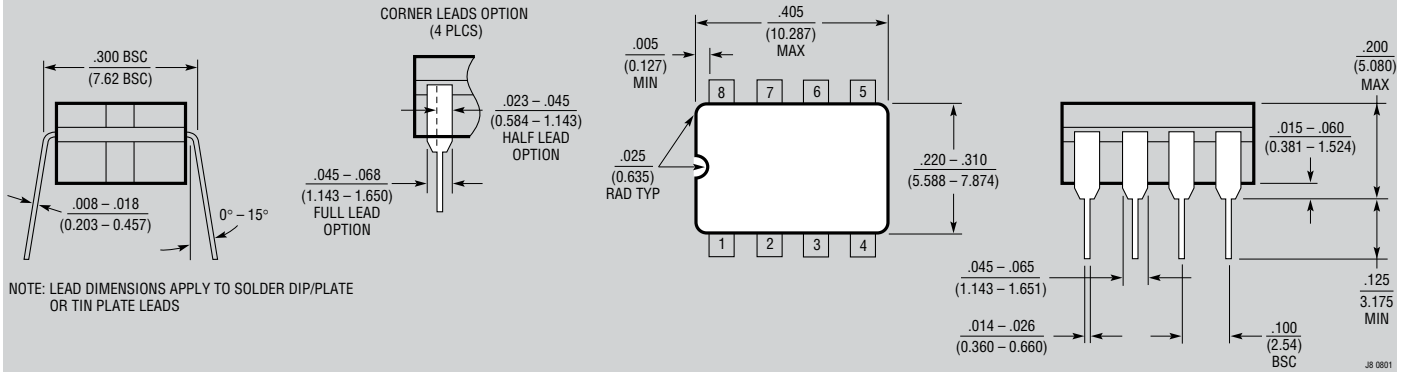 CORNER LEADS OPTION
(4 PLCS)
.300 BSC
(7.62 BSC)
.008 – .018
(0.203 – 0.457)
0° – 15°
.023 – .045
(0.584 – 1.143)
HALF LEAD
OPTION
.045 – .068
(1.143 – 1.650)
FULL LEAD
OPTION
NOTE: LEAD DIMENSIONS APPLY TO SOLDER DIP/PLATE
OR TIN PLATE LEADS
.405
(10.287)
MAX
.005
(0.127)
MIN
8 7 6 5
.025
(0.635)
RAD TYP
.220 – .310
(5.588 – 7.874)
1 2 3 4
.200
(5.080)
MAX
.015 – .060
(0.381 – 1.524)
.045 – .065
(1.143 – 1.651)
.014 – .026
(0.360 – 0.660)
.100
(2.54)
BSC
.125
3.175
MIN
J8 0801